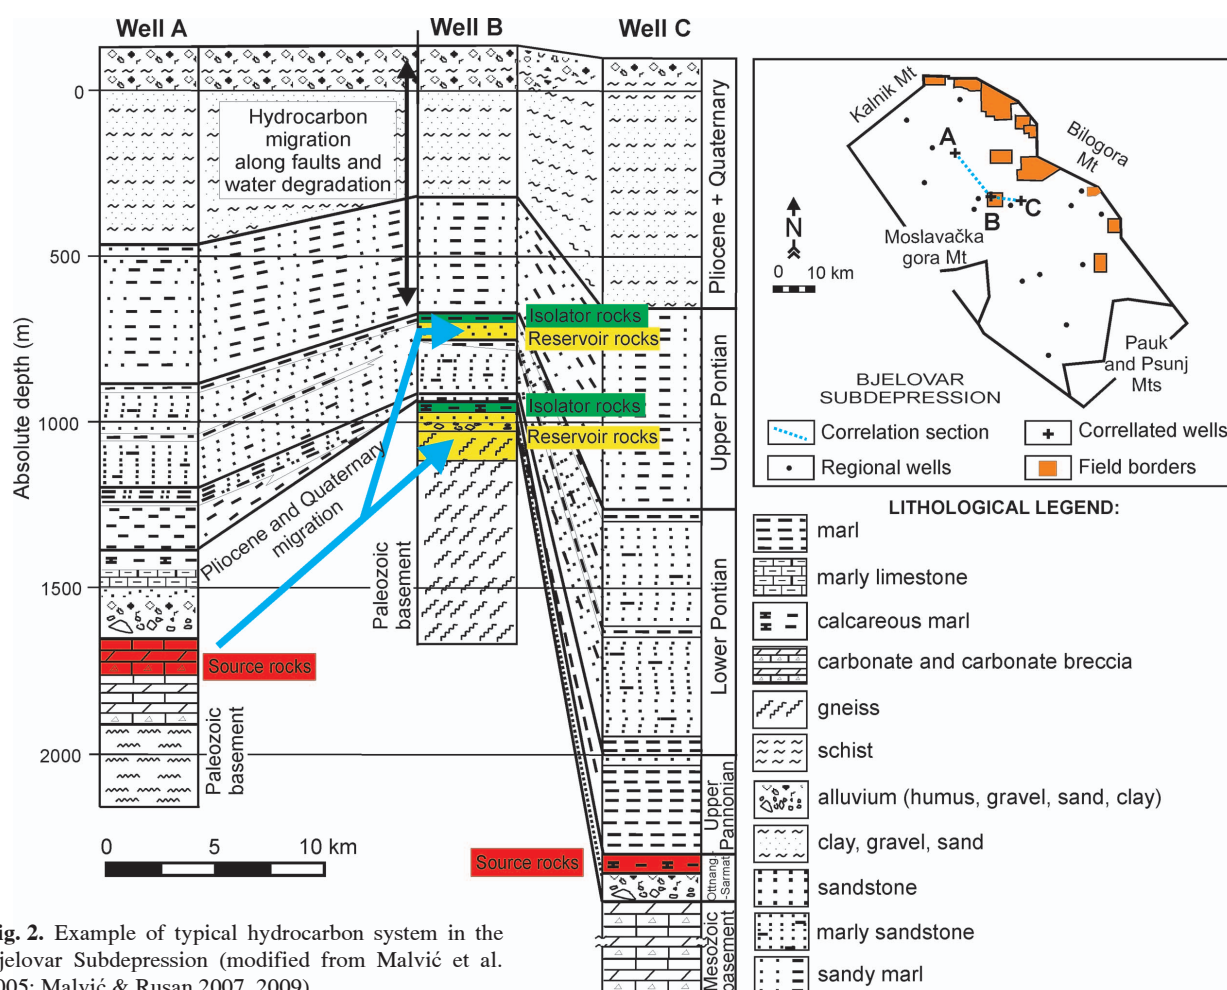 Well A
Well B
Well C
0
500
1000
1500
2000
Absolute depth (m)
Hydrocarbon
migration
along faults and
water degradation
Isolator rocks
Reservoir rocks
Isolator rocks
Reservoir rocks
Pliocene and Quaternary
migration
Source rocks
Paleozoic
basement
Paleozoic
basement
Source rocks
0 5 10 km
Pliocene + Quaternary
Upper Pontian
Lower Pontian
Upper
Pannonian
Ottnang.-
-Sarmat.
Mesozoic
basement
Kalnik Mt
Bilogora
Mt
A
B
C
N
0 10 km
Moslavačka
gora Mt
Pauk
and Psunj
Mts
BJELOVAR
SUBDEPRESSION
Correlation section
Correllated wells
Regional wells
Field borders
LITHOLOGICAL LEGEND:
marl
marly limestone
calcareous marl
carbonate and carbonate breccia
gneiss
schist
alluvium (humus, gravel, sand, clay)
clay, gravel, sand
sandstone
marly sandstone
sandy marl
ig. 2. Example of typical hydrocarbon system in the
jelovar Subdepression (modified from Malvić et al.
005; Malvić & Rusan 2007, 2009)